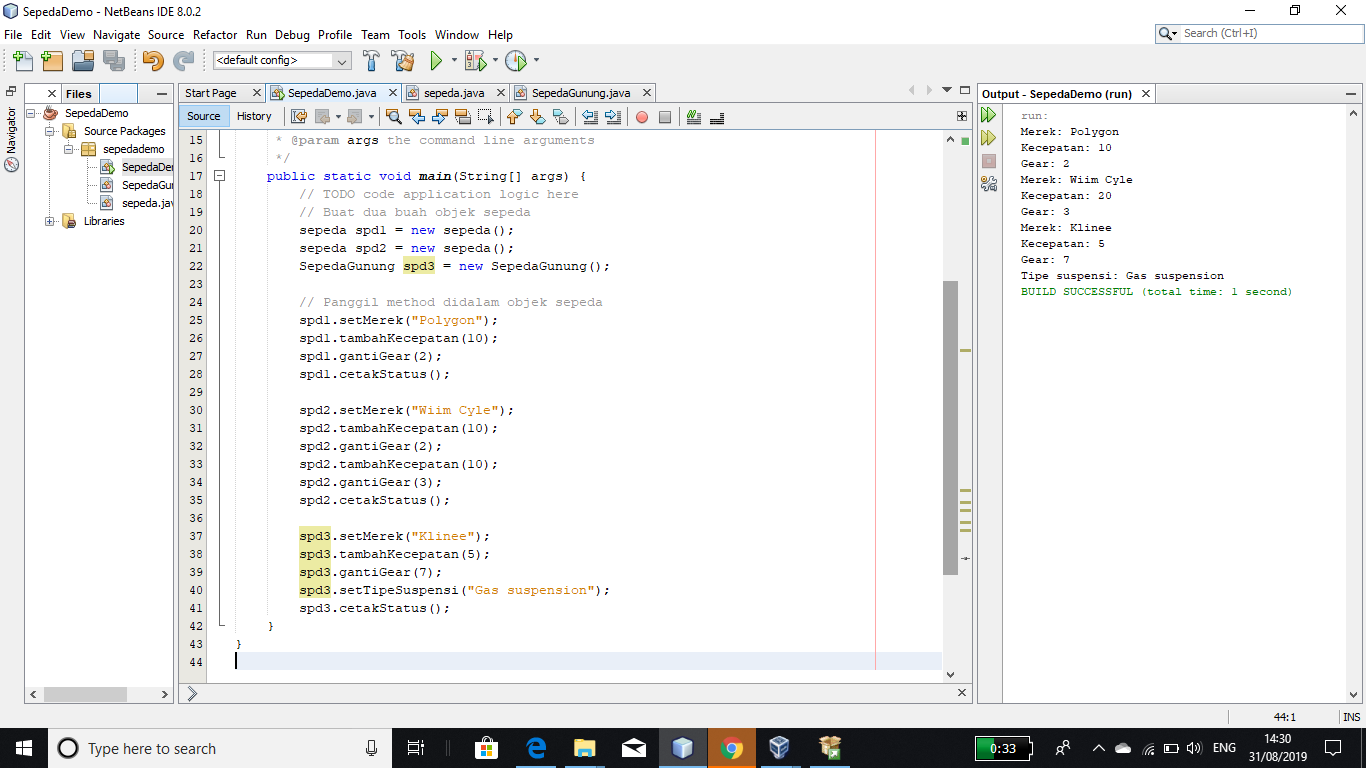 SepedaDemo - NetBeans IDE 8.0.2
File Edit View Navigate Source Refactor Run Debug Profile Team Tools Window Help
Search (Ctrl+I)
<default config>
Navigator
Files
SepedaDemo
Source Packages
sepedademo
SepedaDe
SepedaGu
sepeda.ja
Libraries
Start Page SepedaDemo.java sepeda.java SepedaGunung.java
Source History
15 * @param args the command line arguments
16 */
17 public static void main(String[] args) {
18 // TODO code application logic here
19 // Buat dua buah objek sepeda
20 sepeda spd1 = new sepeda();
21 sepeda spd2 = new sepeda();
22 SepedaGunung spd3 = new SepedaGunung();
23
24 // Panggil method didalam objek sepeda
25 spd1.setMerek("Polygon");
26 spd1.tambahKecepatan(10);
27 spd1.gantiGear(2);
28 spd1.cetakStatus();
29
30 spd2.setMerek("Wiim Cyle");
31 spd2.tambahKecepatan(10);
32 spd2.gantiGear(2);
33 spd2.tambahKecepatan(10);
34 spd2.gantiGear(3);
35 spd2.cetakStatus();
36
37 spd3.setMerek("Klinee");
38 spd3.tambahKecepatan(5);
39 spd3.gantiGear(7);
40 spd3.setTipeSuspensi("Gas suspension");
41 spd3.cetakStatus();
42 }
43 }
44
Output - SepedaDemo (run)
run:
Merek: Polygon
Kecepatan: 10
Gear: 2
Merek: Wiim Cyle
Kecepatan: 20
Gear: 3
Merek: Klinee
Kecepatan: 5
Gear: 7
Tipe suspensi: Gas suspension
BUILD SUCCESSFUL (total time: 1 second)
44:1 INS
Type here to search
0:33
ENG
14:30
31/08/2019